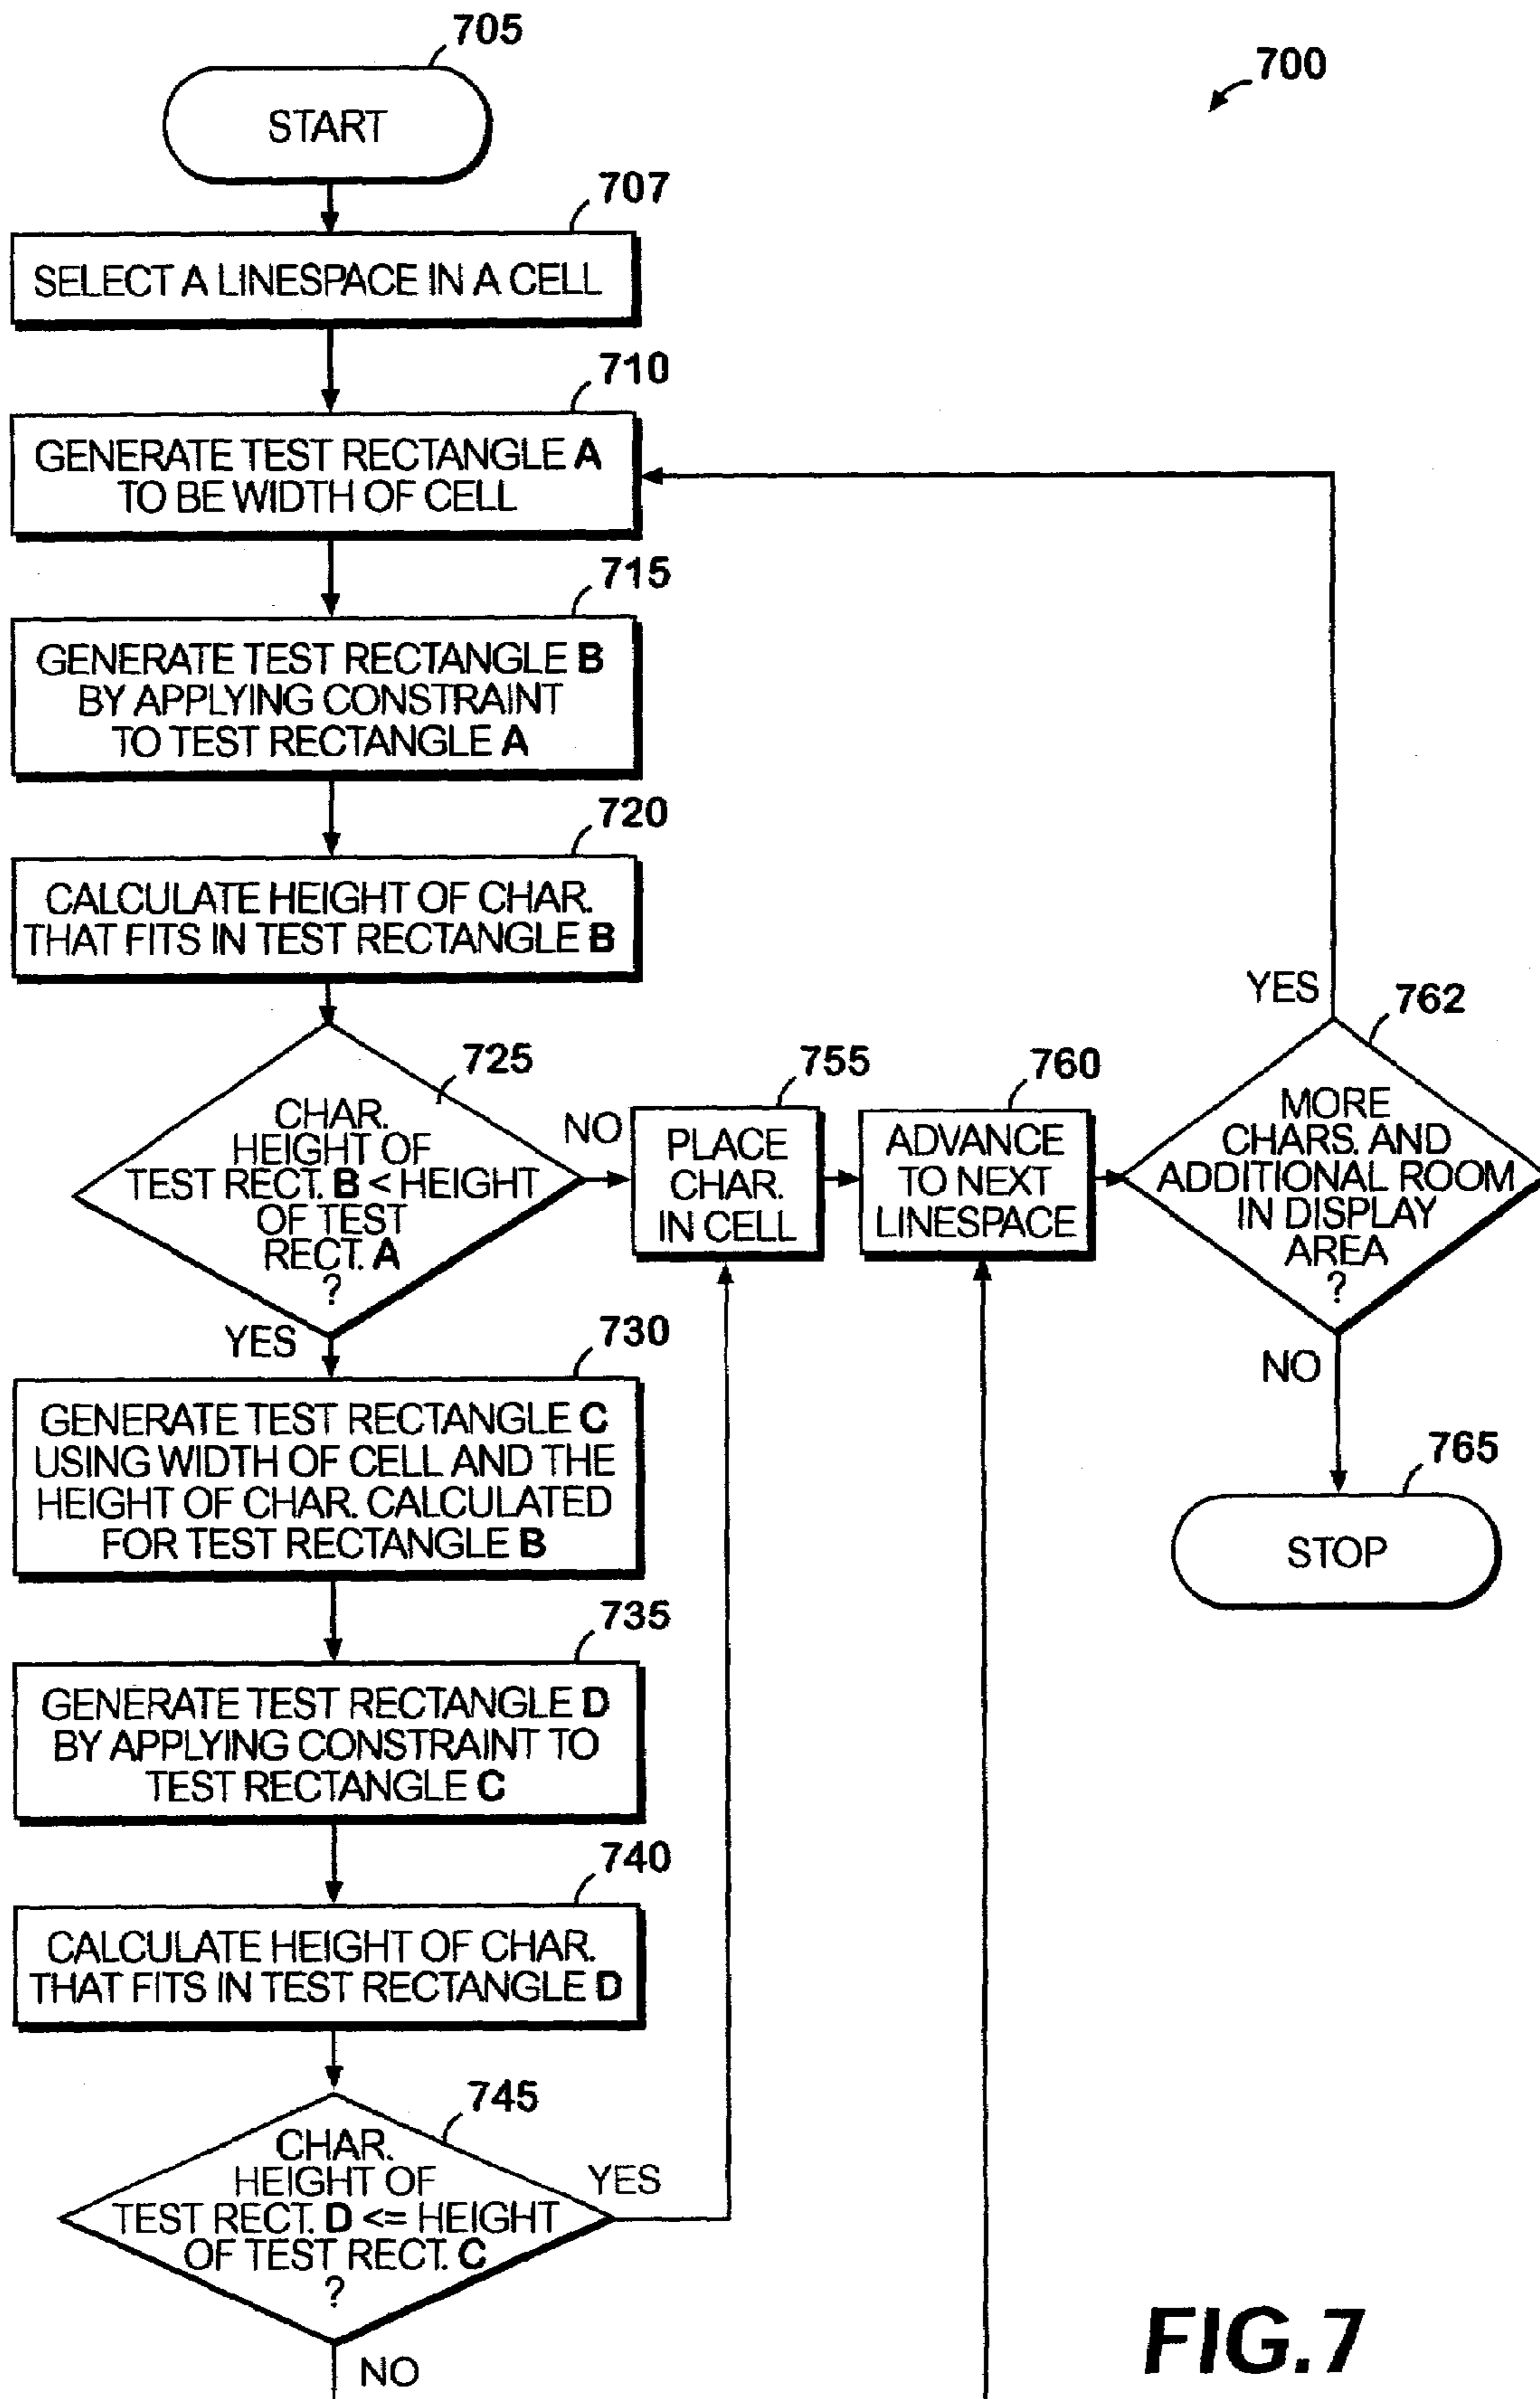 705
START
700
707
SELECT A LINESPACE IN A CELL
710
GENERATE TEST RECTANGLE A
TO BE WIDTH OF CELL
715
GENERATE TEST RECTANGLE B
BY APPLYING CONSTRAINT
TO TEST RECTANGLE A
720
CALCULATE HEIGHT OF CHAR.
THAT FITS IN TEST RECTANGLE B
725
CHAR.
HEIGHT OF
TEST RECT. B < HEIGHT
OF TEST
RECT. A
?
NO
YES
755
PLACE
CHAR.
IN CELL
760
ADVANCE
TO NEXT
LINESPACE
YES
762
MORE
CHARS. AND
ADDITIONAL ROOM
IN DISPLAY
AREA
?
NO
765
STOP
730
GENERATE TEST RECTANGLE C
USING WIDTH OF CELL AND THE
HEIGHT OF CHAR. CALCULATED
FOR TEST RECTANGLE B
735
GENERATE TEST RECTANGLE D
BY APPLYING CONSTRAINT TO
TEST RECTANGLE C
740
CALCULATE HEIGHT OF CHAR.
THAT FITS IN TEST RECTANGLE D
745
CHAR.
HEIGHT OF
TEST RECT. D <= HEIGHT
OF TEST RECT. C
?
YES
NO
FIG.7